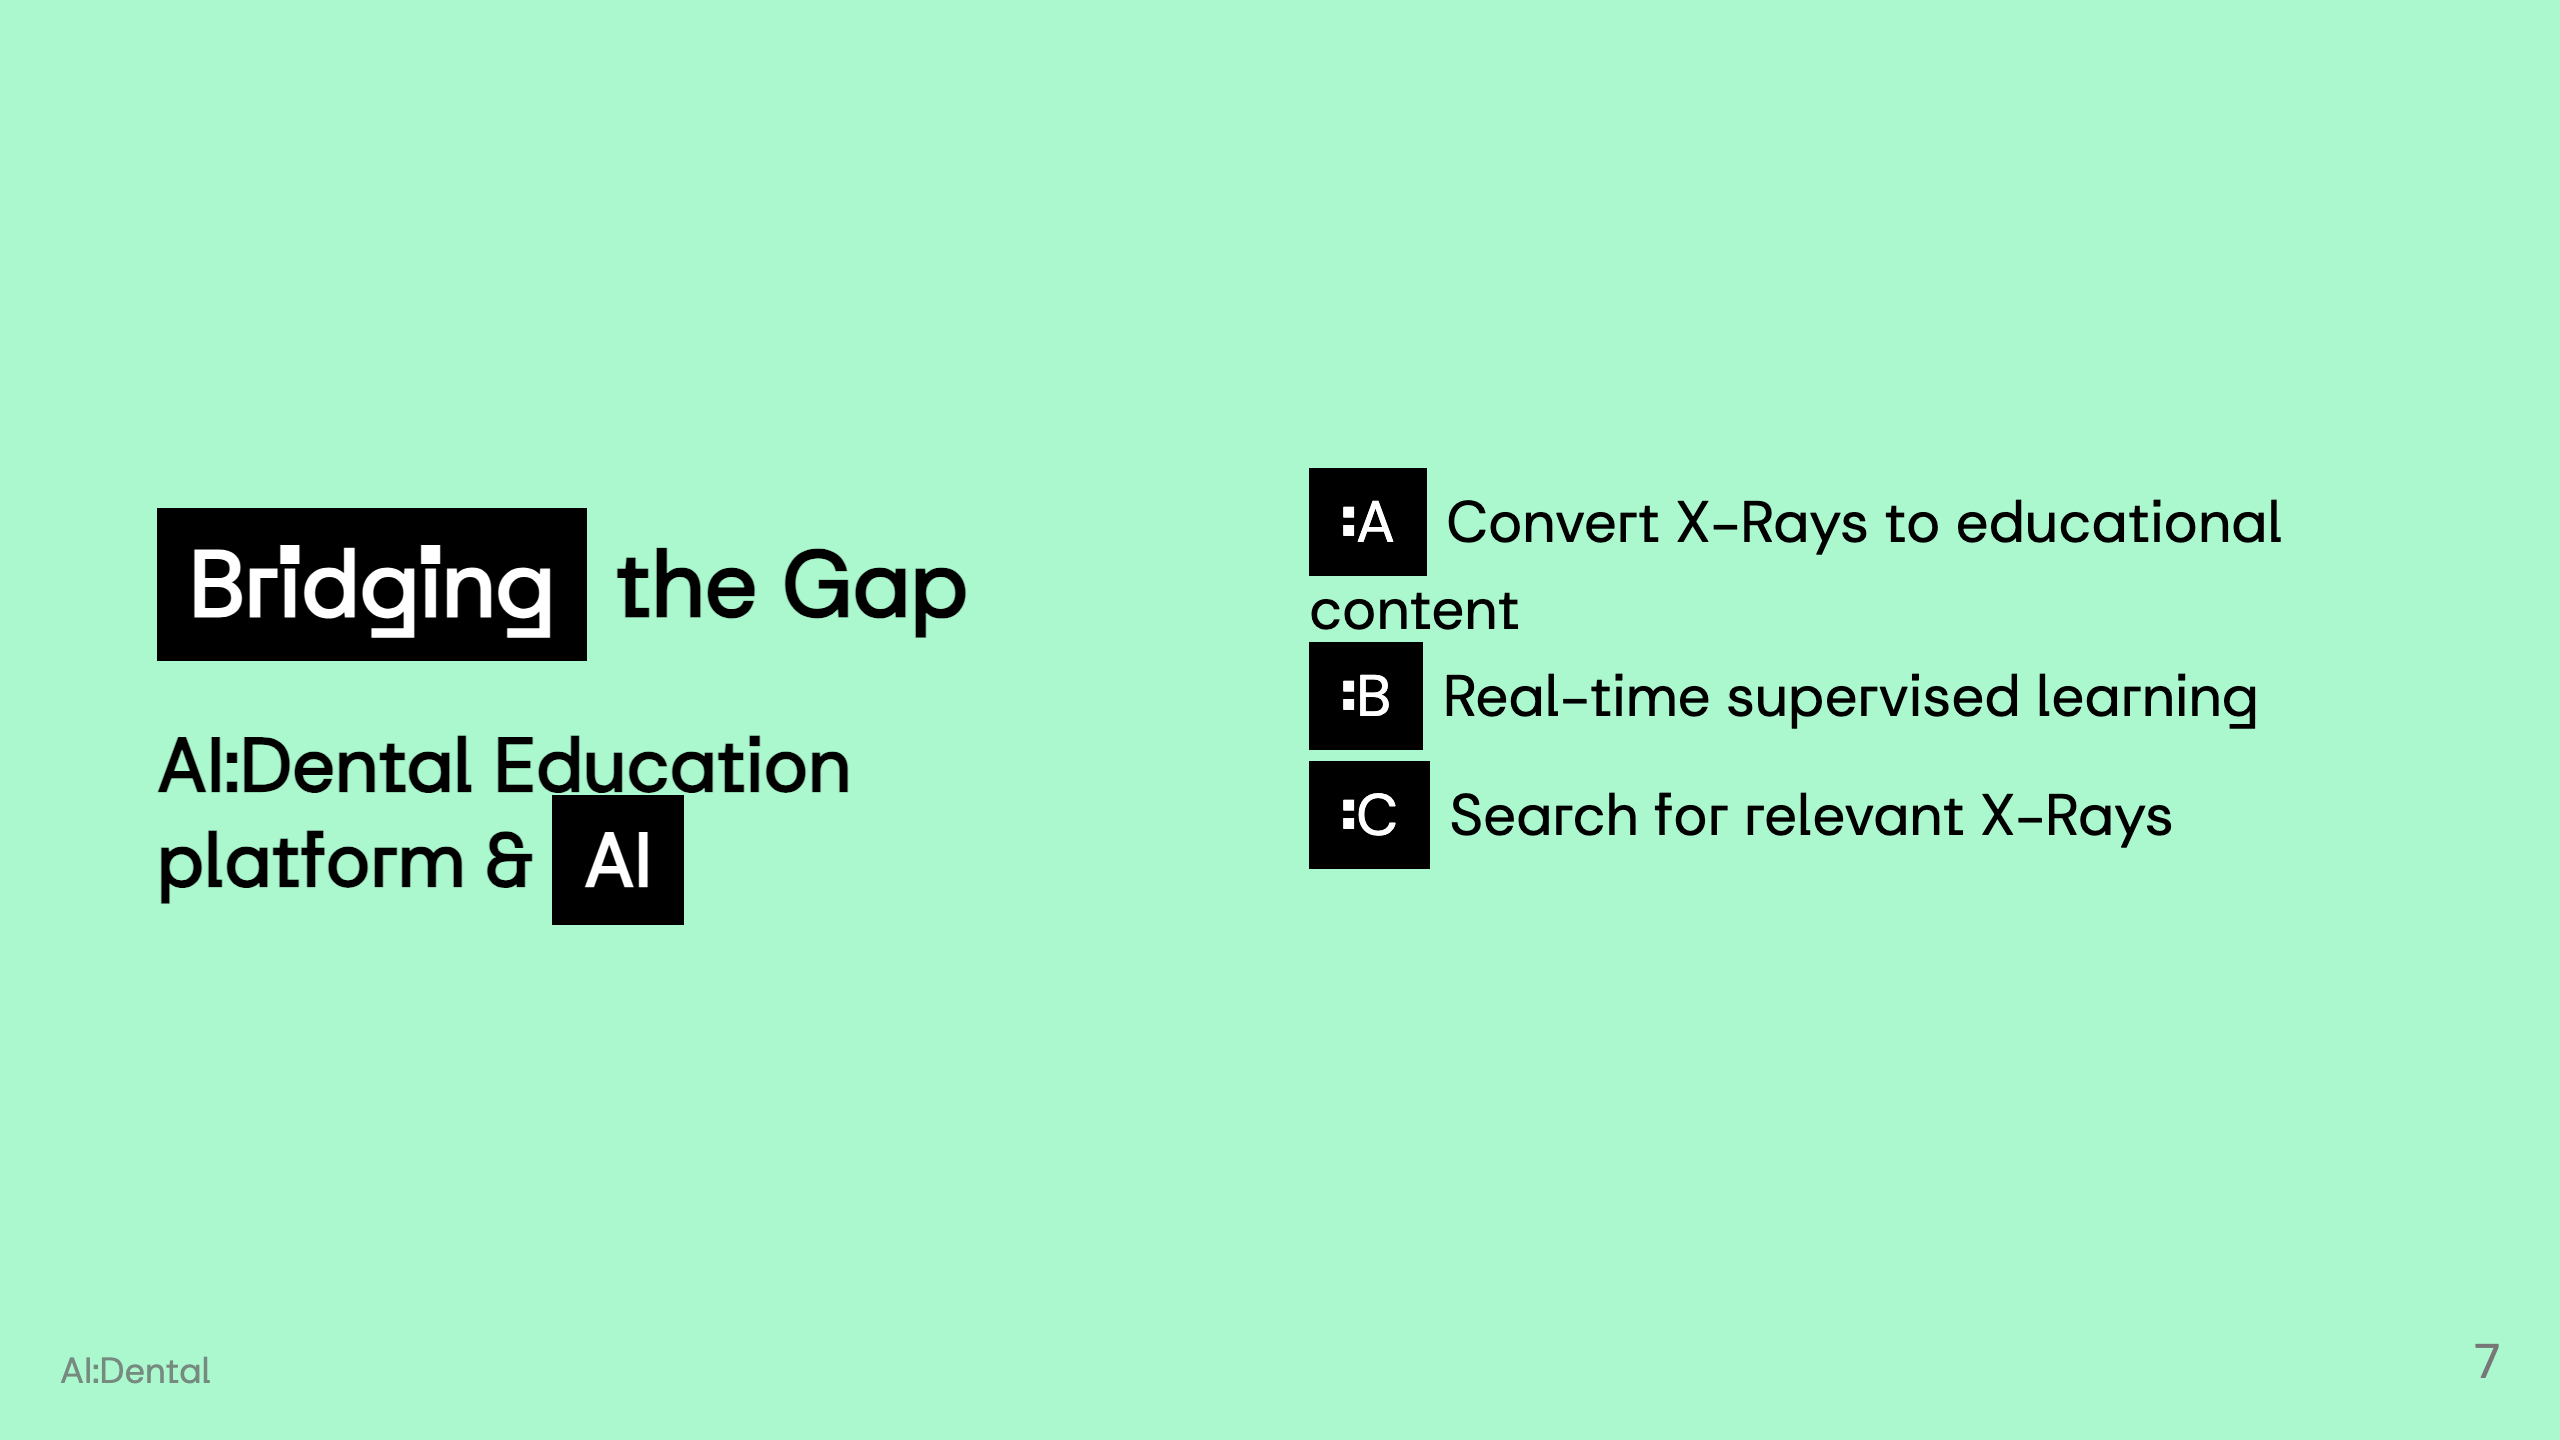 Bridging the Gap
AI:Dental Education
platform & AI
:A Convert X-Rays to educational
content
:B Real-time supervised learning
:C Search for relevant X-Rays
AI:Dental
7